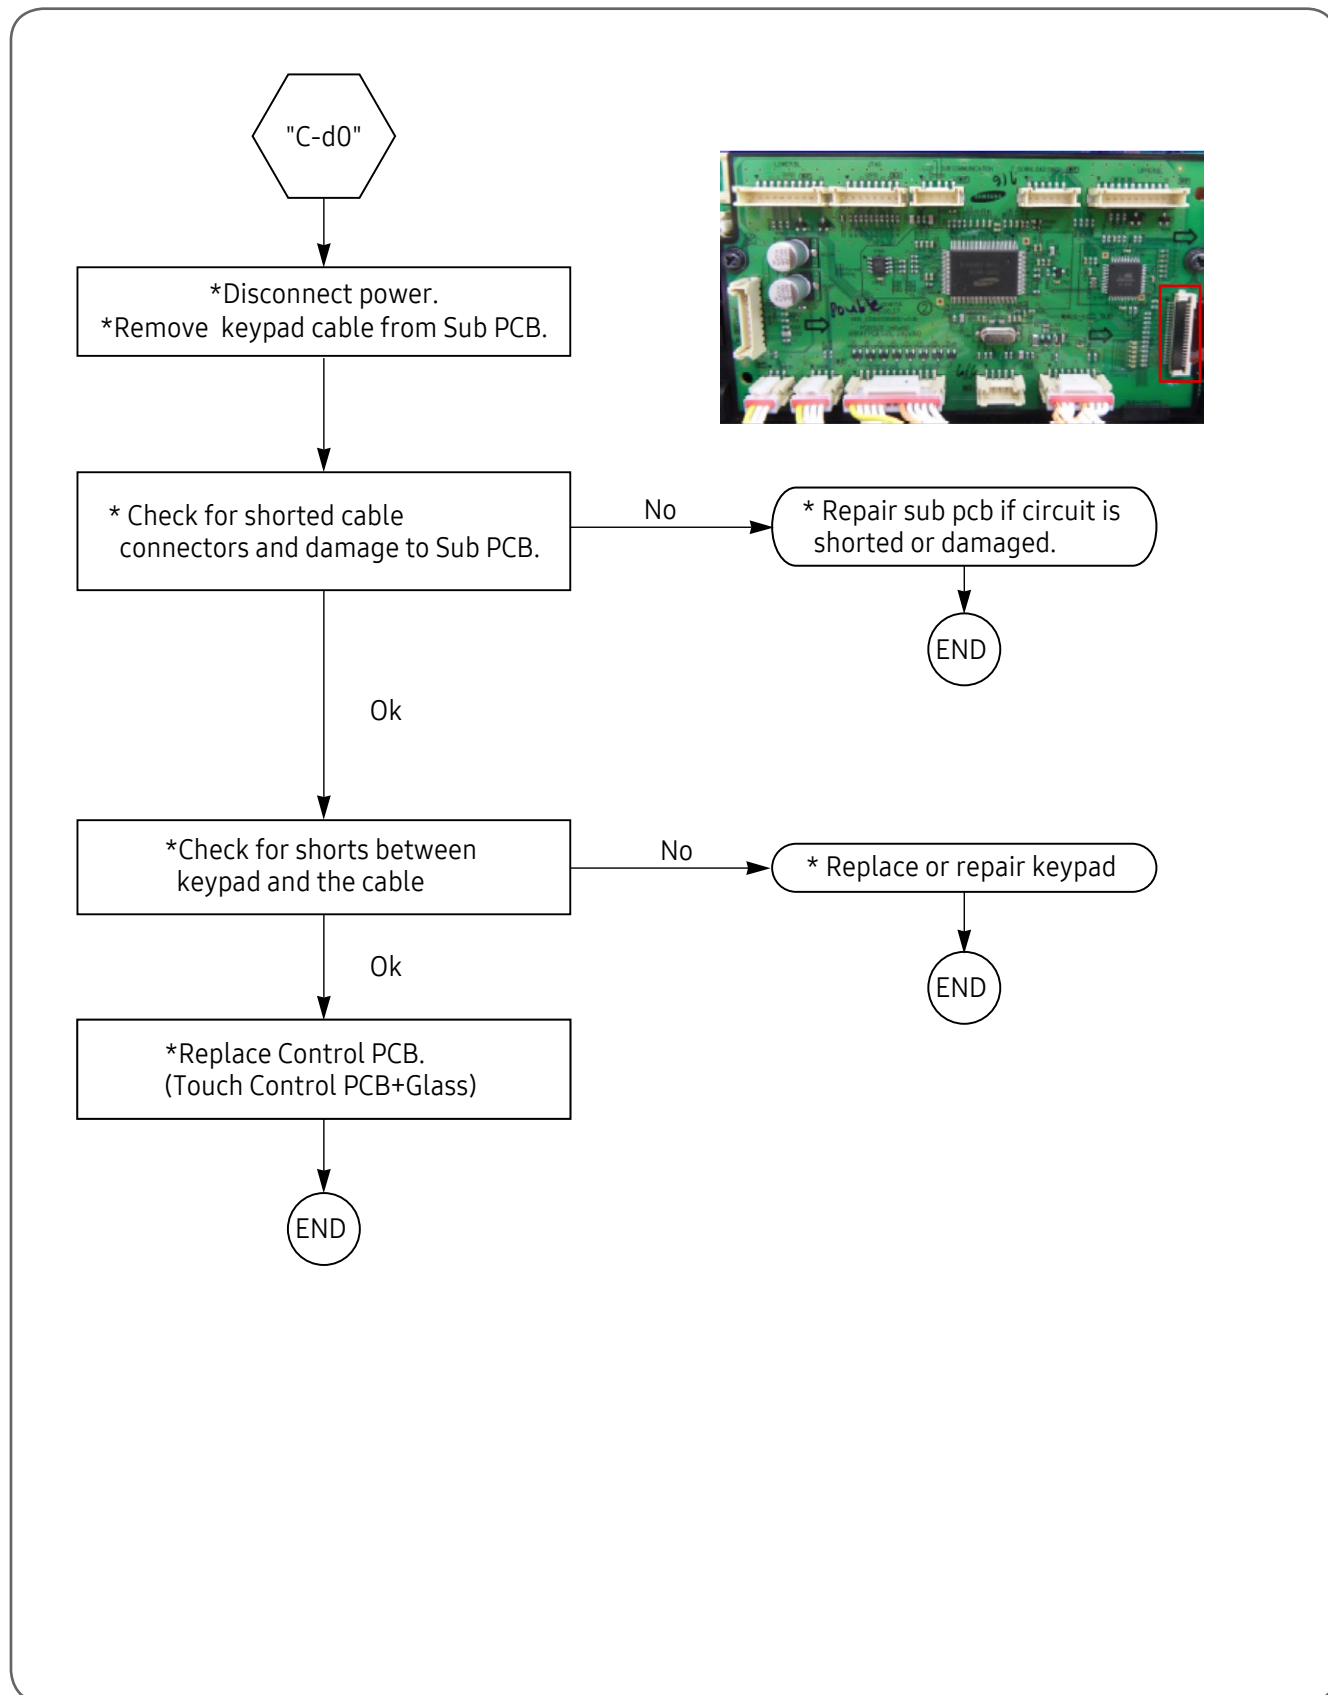 "C-d0"
*Disconnect power.
*Remove  keypad cable from Sub PCB.
* Check for shorted cable
connectors and damage to Sub PCB.
No
* Repair sub pcb if circuit is
shorted or damaged.
END
Ok
*Check for shorts between
keypad and the cable
No
* Replace or repair keypad
END
Ok
*Replace Control PCB.
(Touch Control PCB+Glass)
END